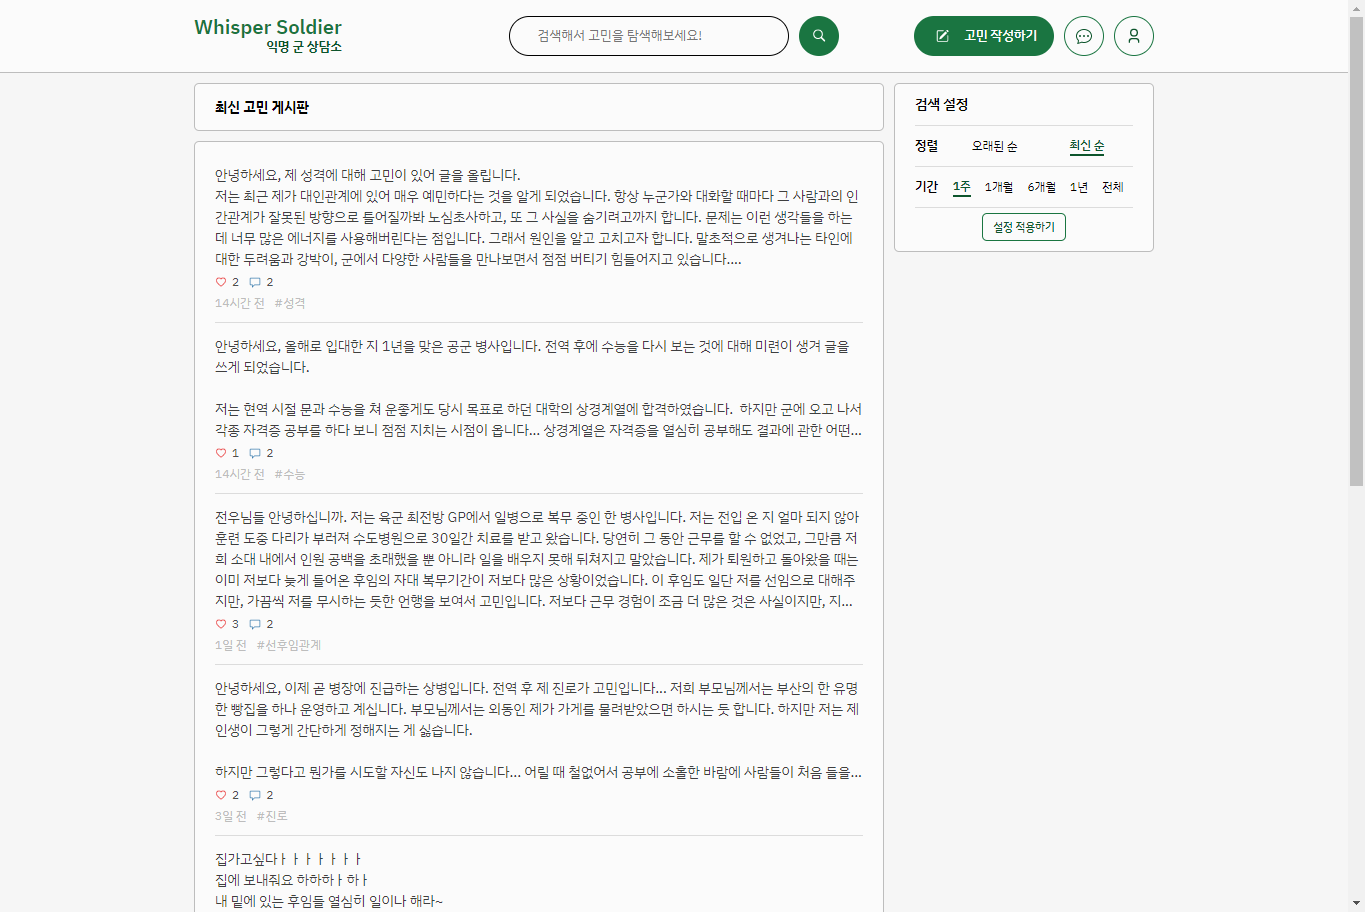 Whisper Soldier
익명 군 상담소
검색해서 고민을 탐색해보세요!
고민 작성하기
최신 고민 게시판
안녕하세요, 제 성격에 대해 고민이 있어 글을 올립니다.
저는 최근 제가 대인관계에 있어 매우 예민하다는 것을 알게 되었습니다. 항상 누군가와 대화할 때마다 그 사람과의 인
간관계가 잘못된 방향으로 틀어질까봐 노심초사하고, 또 그 사실을 숨기려고까지 합니다. 문제는 이런 생각들을 하는
데 너무 많은 에너지를 사용해버린다는 점입니다. 그래서 원인을 알고 고치고자 합니다. 말초적으로 생겨나는 타인에
대한 두려움과 강박이, 군에서 다양한 사람들을 만나보면서 점점 버티기 힘들어지고 있습니다....
2 2
14시간 전 #성격
안녕하세요, 올해로 입대한 지 1년을 맞은 공군 병사입니다. 전역 후에 수능을 다시 보는 것에 대해 미련이 생겨 글을
쓰게 되었습니다.
저는 현역 시절 문과 수능을 쳐 운좋게도 당시 목표로 하던 대학의 상경계열에 합격하였습니다. 하지만 군에 오고 나서
각종 자격증 공부를 하다 보니 점점 지치는 시점이 옵니다... 상경계열은 자격증을 열심히 공부해도 결과에 관한 어떤...
1 2
14시간 전 #수능
전우님들 안녕하십니까. 저는 육군 최전방 GP에서 일병으로 복무 중인 한 병사입니다. 저는 전입 온 지 얼마 되지 않아
훈련 도중 다리가 부러져 수도병원으로 30일간 치료를 받고 왔습니다. 당연히 그 동안 근무를 할 수 없었고, 그만큼 저
희 소대 내에서 인원 공백을 초래했을 뿐 아니라 일을 배우지 못해 뒤쳐지고 말았습니다. 제가 퇴원하고 돌아왔을 때는
이미 저보다 늦게 들어온 후임의 자대 복무기간이 저보다 많은 상황이었습니다. 이 후임도 일단 저를 선임으로 대해주
지만, 가끔씩 저를 무시하는 듯한 언행을 보여서 고민입니다. 저보다 근무 경험이 조금 더 많은 것은 사실이지만, 지...
3 2
1일 전 #선후임관계
안녕하세요, 이제 곧 병장에 진급하는 상병입니다. 전역 후 제 진로가 고민입니다... 저희 부모님께서는 부산의 한 유명
한 빵집을 하나 운영하고 계십니다. 부모님께서는 외동인 제가 가게를 물려받았으면 하시는 듯 합니다. 하지만 저는 제
인생이 그렇게 간단하게 정해지는 게 싫습니다.
하지만 그렇다고 뭔가를 시도할 자신도 나지 않습니다... 어릴 때 철없어서 공부에 소홀한 바람에 사람들이 처음 들을...
2 2
3일 전 #진로
집가고싶다ㅏㅏㅏㅏㅏㅏㅏ
집에 보내줘요 하하하ㅏ하ㅏ
내 밑에 있는 후임들 열심히 일이나 해라~
검색 설정
정렬 오래된 순 최신 순
기간 1주 1개월 6개월 1년 전체
설정 적용하기